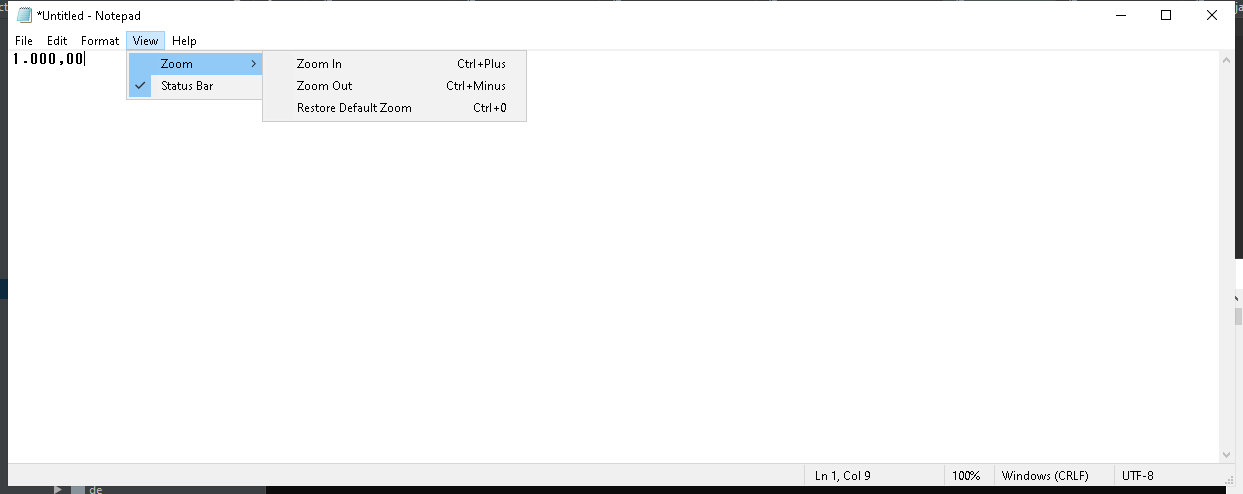 *Untitled - Notepad
File Edit Format View Help
1.000,00
Zoom
Status Bar
Zoom In Ctrl+Plus
Zoom Out Ctrl+Minus
Restore Default Zoom Ctrl+0
Ln 1, Col 9 100% Windows (CRLF) UTF-8
de